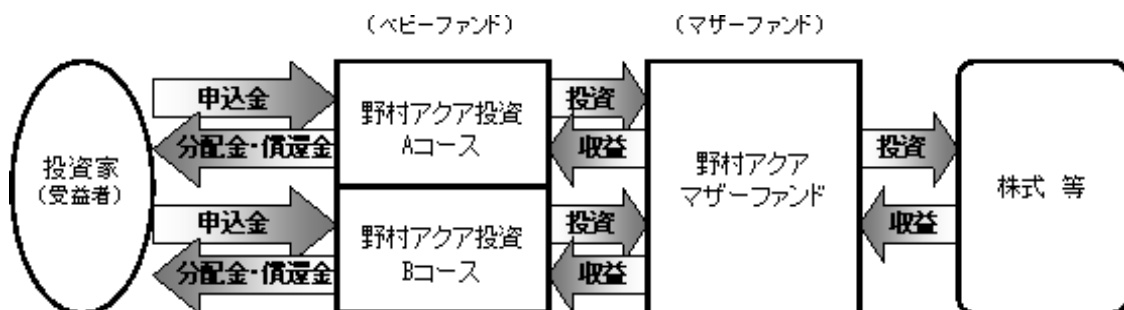 （ベビーファンド）
（マザーファンド）
投資家
（受益者）
申込金
分配金・償還金
申込金
分配金・償還金
野村アクア投資
Aコース
野村アクア投資
Bコース
投資
収益
投資
収益
野村アクア
マザーファンド
投資
収益
株式 等